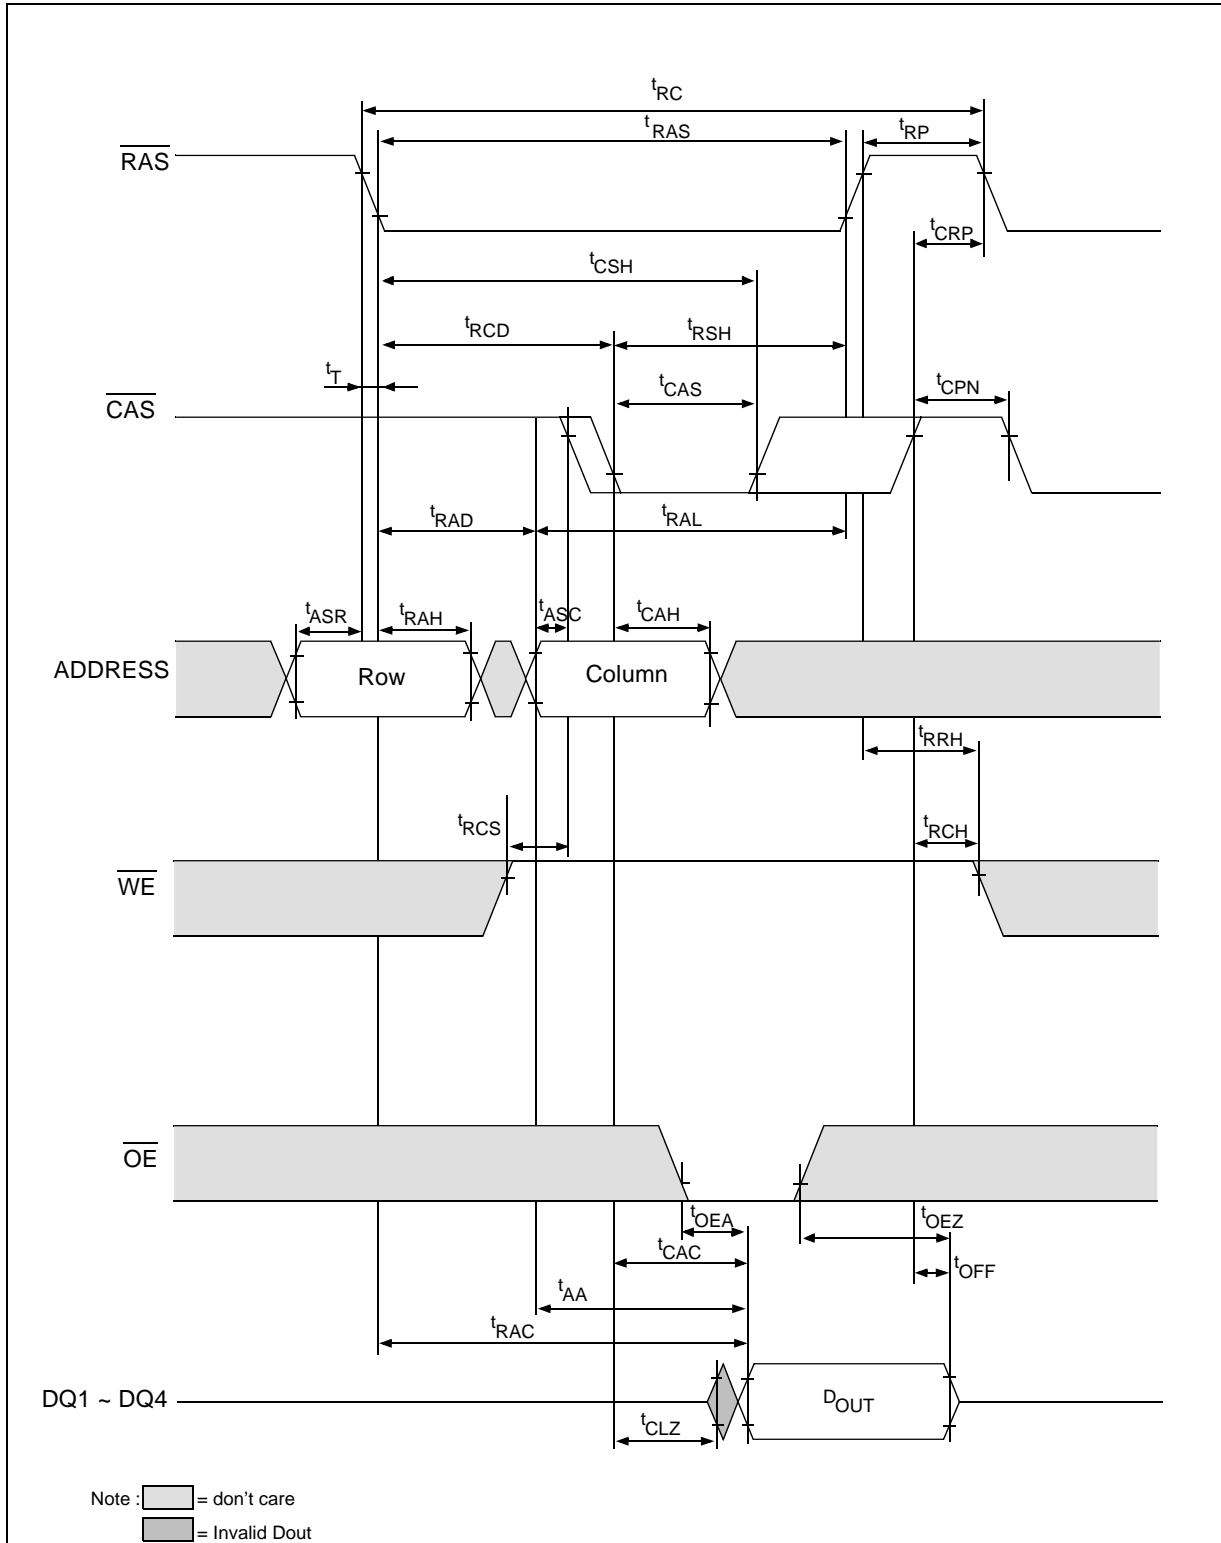 tRC
tRAS
tRP
RAS
tCRP
tCSH
tRCD
tRSH
tT
tCAS
tCPN
CAS
tRAD
tRAL
tASR
tRAH
tASC
tCAH
ADDRESS
Row
Column
tRRH
tRCS
tRCH
WE
OE
tOEA
tOEZ
tCAC
tOFF
tAA
tRAC
DQ1 ~ DQ4
DOUT
tCLZ
Note : = don't care
= Invalid Dout